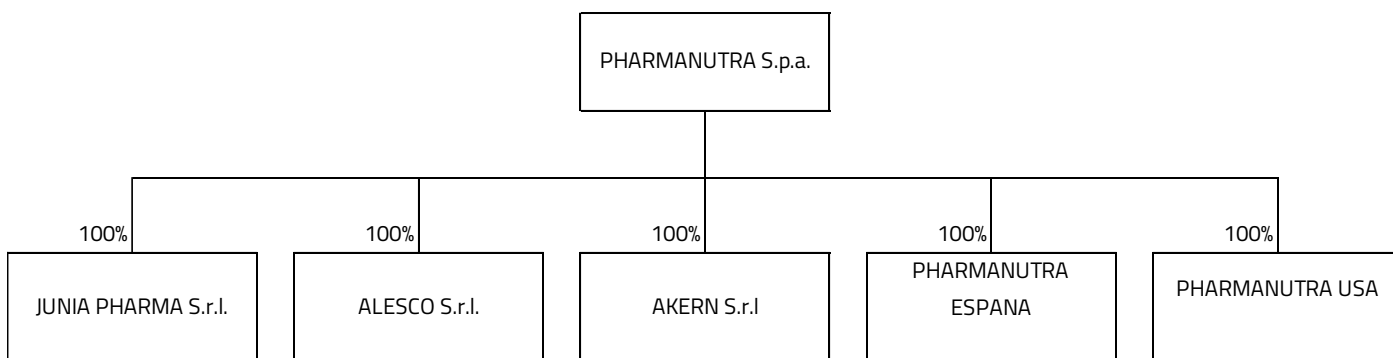 PHARMANUTRA S.p.a.
100%
100%
100%
100%
100%
JUNIA PHARMA S.r.l.
ALESCO S.r.l.
AKERN S.r.l
PHARMANUTRA
ESPANA
PHARMANUTRA USA